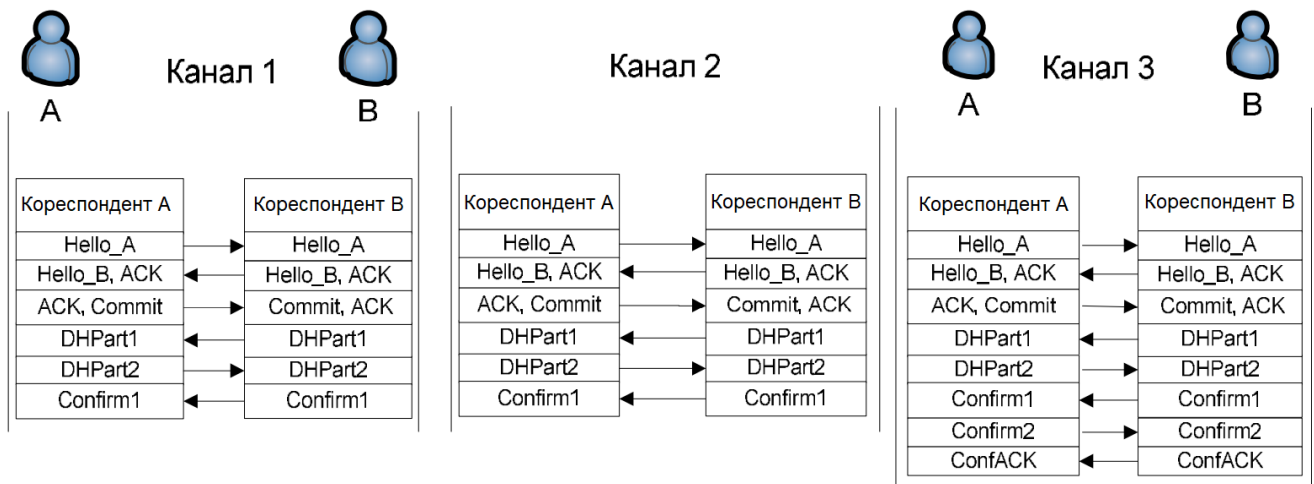 Канал 1
A
B
Кореспондент A
Кореспондент B
Hello_A
Hello_A
Hello_B, ACK
Hello_B, ACK
ACK, Commit
Commit, ACK
DHPart1
DHPart1
DHPart2
DHPart2
Confirm1
Confirm1
Канал 2
Кореспондент A
Кореспондент B
Hello_A
Hello_A
Hello_B, ACK
Hello_B, ACK
ACK, Commit
Commit, ACK
DHPart1
DHPart1
DHPart2
DHPart2
Confirm1
Confirm1
Канал 3
A
B
Кореспондент A
Кореспондент B
Hello_A
Hello_A
Hello_B, ACK
Hello_B, ACK
ACK, Commit
Commit, ACK
DHPart1
DHPart1
DHPart2
DHPart2
Confirm1
Confirm1
Confirm2
Confirm2
ConfACK
ConfACK